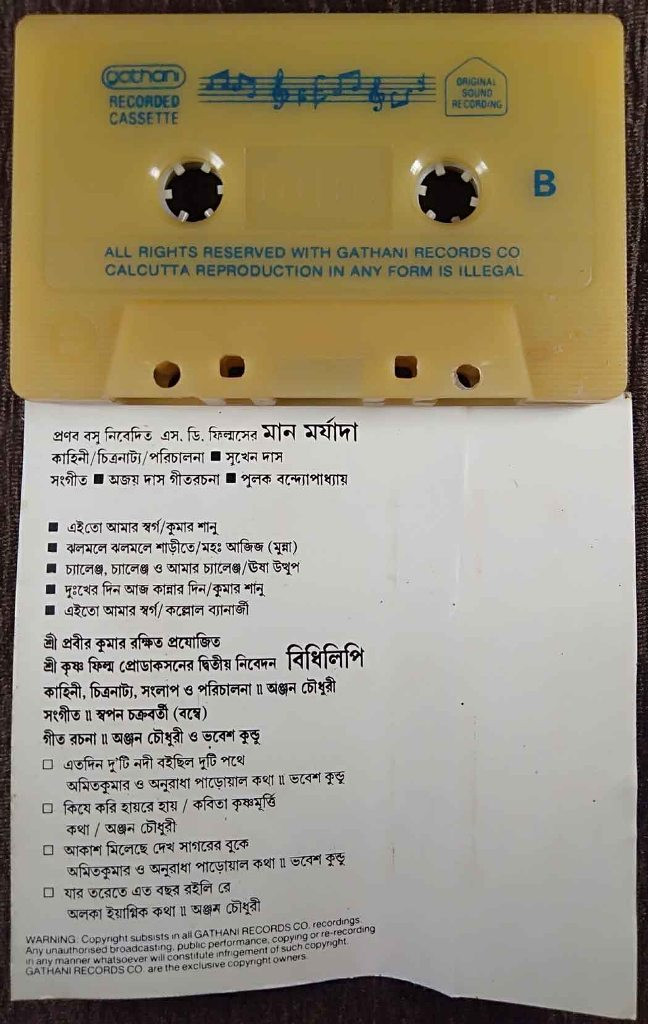 gathani
RECORDED
CASSETTE
ORIGINAL
SOUND
RECORDING
B
ALL RIGHTS RESERVED WITH GATHANI RECORDS CO
CALCUTTA REPRODUCTION IN ANY FORM IS ILLEGAL
প্রণব বসু নিবেদিত এস. ডি. ফিল্মসের মান মর্যাদা
কাহিনী/চিত্রনাট্য/পরিচালনা ■ সুখেন দাস
সংগীত ■ অজয় দাস গীতরচনা ■ পুলক বন্দ্যোপাধ্যায়
■ এইতো আমার স্বর্গ/কুমার শানু
■ ঝলমলে ঝলমলে শাড়ীতে/মহঃ আজিজ (মুন্না)
■ চ্যালেঞ্জ, চ্যালেঞ্জ ও আমার চ্যালেঞ্জ/ঊষা উত্থুপ
■ দুঃখের দিন আজ কান্নার দিন/কুমার শানু
■ এইতো আমার স্বর্গ/কল্লোল ব্যানার্জী
শ্রী প্রবীর কুমার রক্ষিত প্রযোজিত
শ্রী কৃষ্ণ ফিল্ম প্রোডাকসনের দ্বিতীয় নিবেদন বিধিলিপি
কাহিনী, চিত্রনাট্য, সংলাপ ও পরিচালনা ॥ অঞ্জন চৌধুরী
সংগীত ॥ স্বপন চক্রবর্তী (বম্বে)
গীত রচনা ॥ অঞ্জন চৌধুরী ও ভবেশ কুন্ডু
□ এতদিন দু'টি নদী বইছিল দুটি পথে
অমিতকুমার ও অনুরাধা পাড়োয়াল কথা ॥ ভবেশ কুন্ডু
□ কিযে করি হায়রে হায় / কবিতা কৃষ্ণমূর্ত্তি
কথা / অঞ্জন চৌধুরী
□ আকাশ মিলেছে দেখ সাগরের বুকে
অমিতকুমার ও অনুরাধা পাড়োয়াল কথা ॥ ভবেশ কুন্ডু
□ যার তরেতে এত বছর রইলি রে
অলকা ইয়াগ্নিক কথা ॥ অঞ্জন চৌধুরী
WARNING: Copyright subsists in all GATHANI RECORDS CO. recordings.
Any unauthorised broadcasting, public performance, copying or re-recording
in any manner whatsoever will constitute infrigement of such copyright.
GATHANI RECORDS CO. are the exclusive copyright owners.